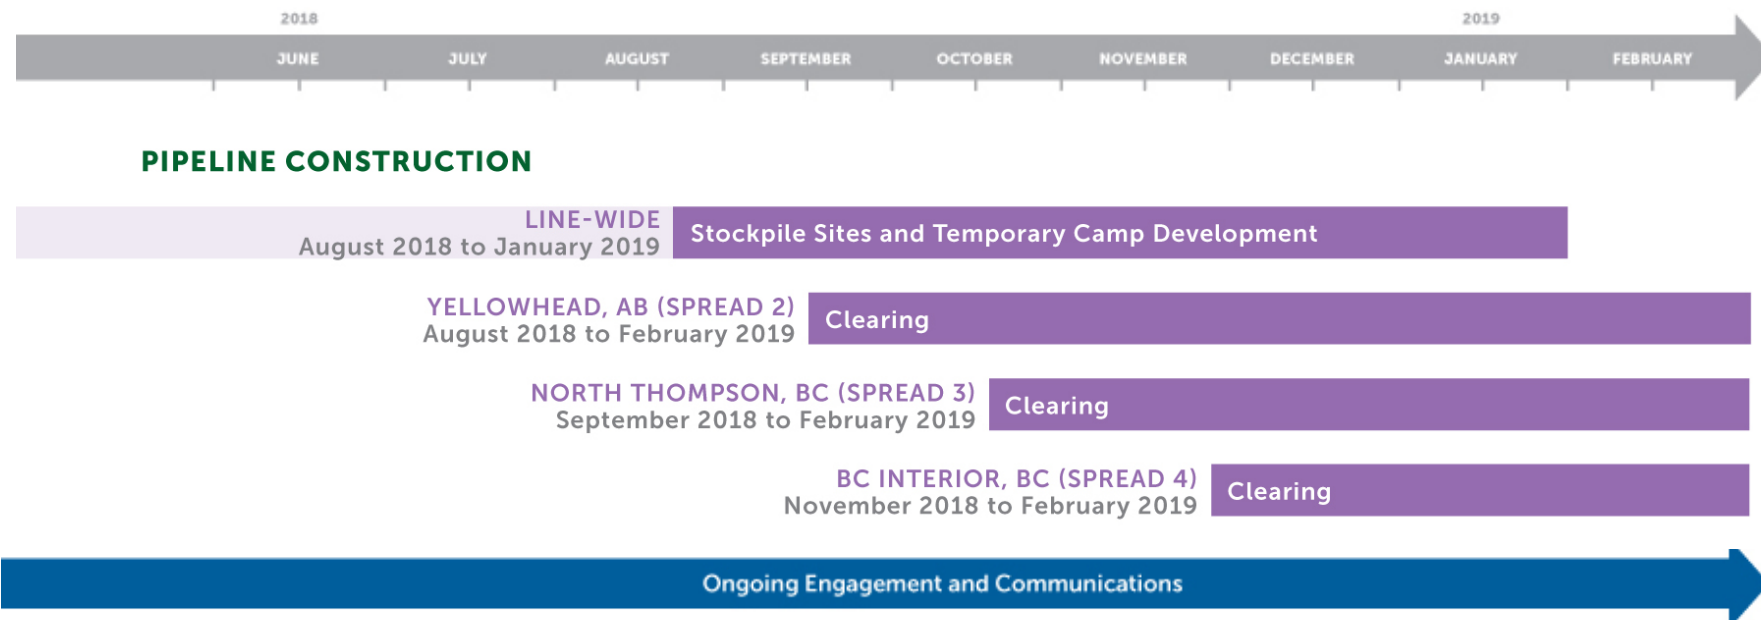 2018 2019
JUNE JULY AUGUST SEPTEMBER OCTOBER NOVEMBER DECEMBER JANUARY FEBRUARY
PIPELINE CONSTRUCTION
LINE-WIDE
August 2018 to January 2019
Stockpile Sites and Temporary Camp Development
YELLOWHEAD, AB (SPREAD 2)
August 2018 to February 2019
Clearing
NORTH THOMPSON, BC (SPREAD 3)
September 2018 to February 2019
Clearing
BC INTERIOR, BC (SPREAD 4)
November 2018 to February 2019
Clearing
Ongoing Engagement and Communications